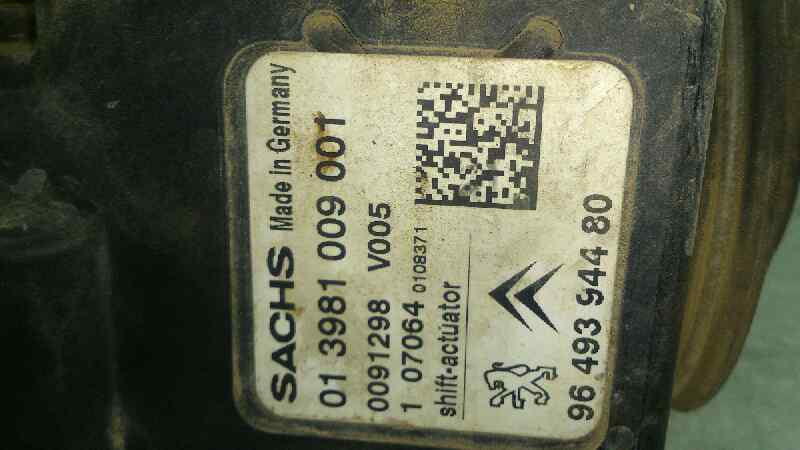 SACHS Made in Germany
01 3981 009 001
0091298 V005
1 07064 0108371
shift-actuator
96 493 944 80